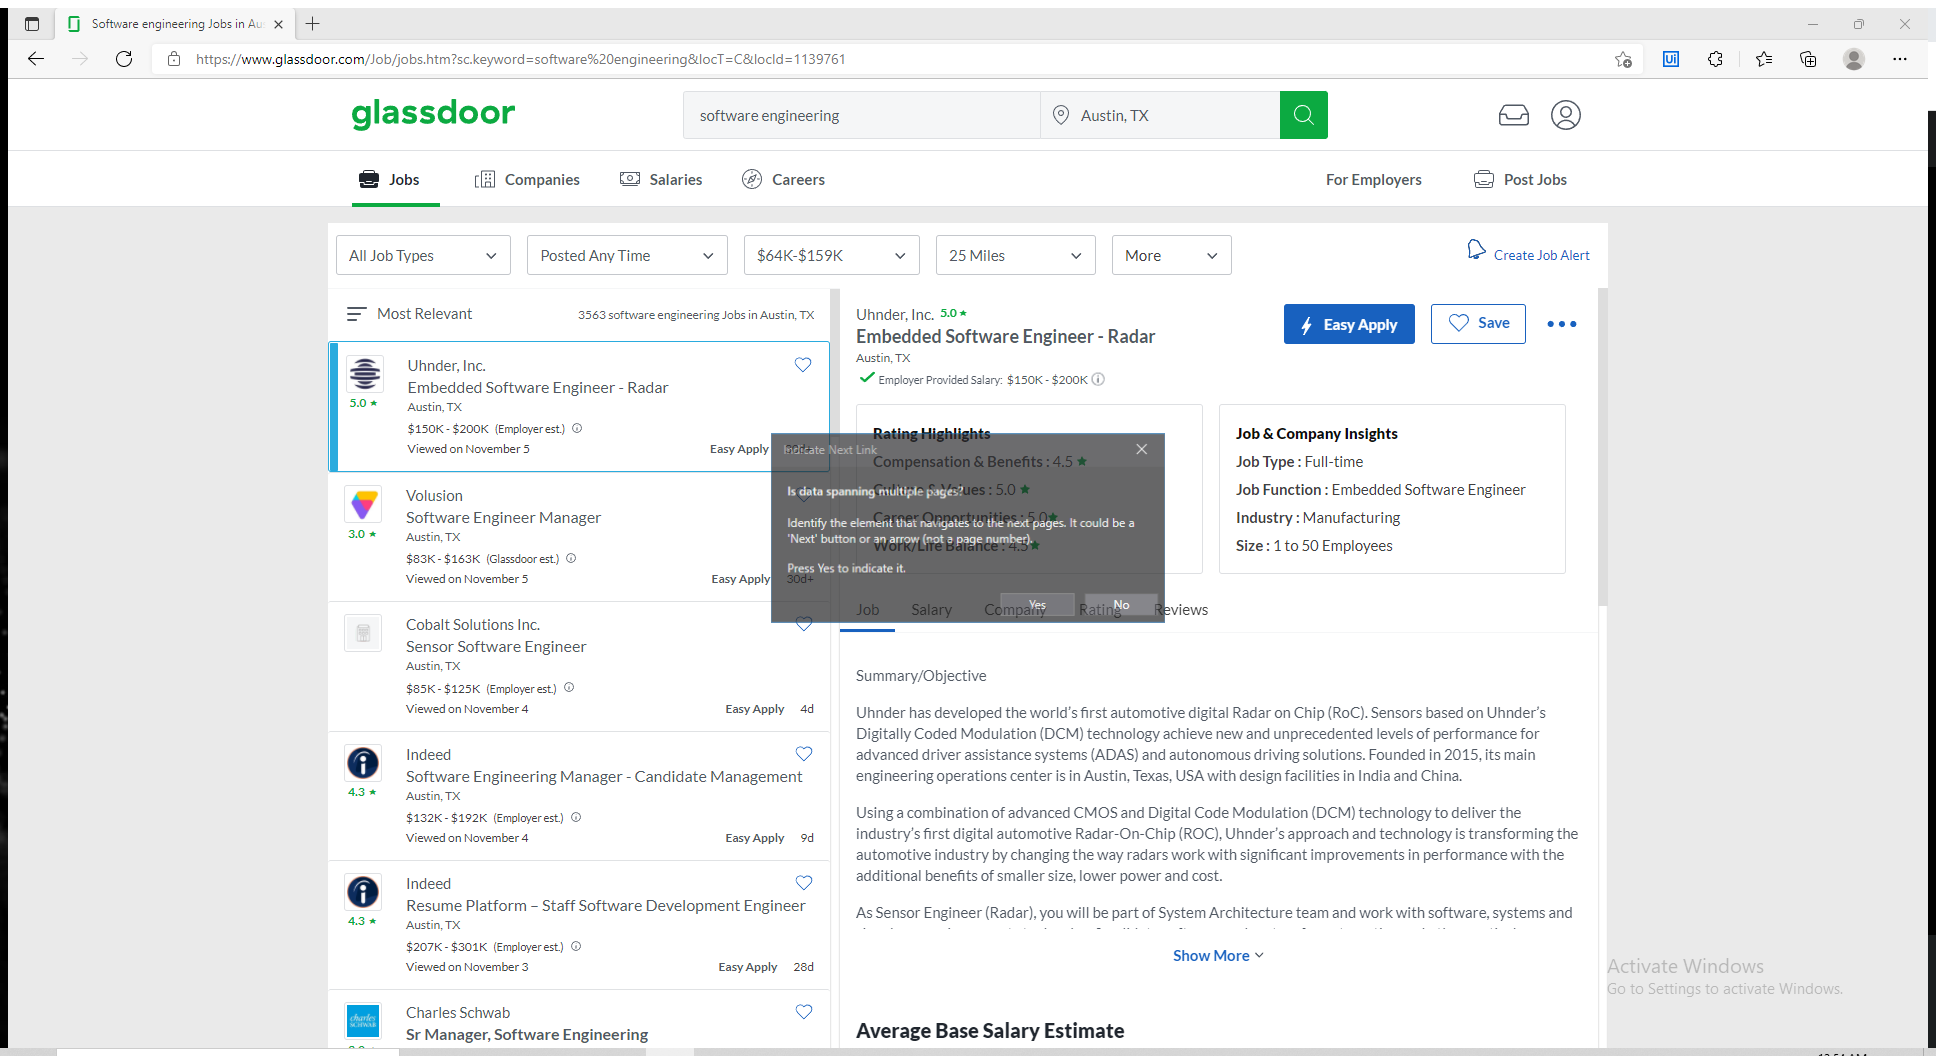 Software engineering Jobs in Au
https://www.glassdoor.com/Job/jobs.htm?sc.keyword=software%20engineering&locT=C&locId=1139761
Ui
glassdoor
software engineering
Austin, TX
Jobs
Companies
Salaries
Careers
For Employers
Post Jobs
All Job Types
Posted Any Time
$64K-$159K
25 Miles
More
Create Job Alert
Most Relevant
3563 software engineering Jobs in Austin, TX
Uhnder, Inc.
Embedded Software Engineer - Radar
5.0 ★
Austin, TX
$150K - $200K (Employer est.)
Viewed on November 5
Easy Apply
30d+
Volusion
Software Engineer Manager
3.0 ★
Austin, TX
$83K - $163K (Glassdoor est.)
Viewed on November 5
Easy Apply
30d+
Cobalt Solutions Inc.
Sensor Software Engineer
Austin, TX
$85K - $125K (Employer est.)
Viewed on November 4
Easy Apply 4d
Indeed
Software Engineering Manager - Candidate Management
4.3 ★
Austin, TX
$132K - $192K (Employer est.)
Viewed on November 4
Easy Apply 9d
Indeed
Resume Platform – Staff Software Development Engineer
4.3 ★
Austin, TX
$207K - $301K (Employer est.)
Viewed on November 3
Easy Apply 28d
charles
SCHWAB
Charles Schwab
Sr Manager, Software Engineering
Uhnder, Inc. 5.0 ★
Embedded Software Engineer - Radar
Austin, TX
Employer Provided Salary: $150K - $200K
Easy Apply
Save
Rating Highlights
Compensation & Benefits : 4.5 ★
Culture & Values : 5.0 ★
Career Opportunities : 5.0 ★
Work/Life Balance : 4.5 ★
Job & Company Insights
Job Type : Full-time
Job Function : Embedded Software Engineer
Industry : Manufacturing
Size : 1 to 50 Employees
Indicate Next Link
Is data spanning multiple pages?
Identify the element that navigates to the next pages. It could be a
'Next' button or an arrow (not a page number).
Press Yes to indicate it.
Yes
No
Job
Salary
Company
Rating
Reviews
Summary/Objective
Uhnder has developed the world’s first automotive digital Radar on Chip (RoC). Sensors based on Uhnder’s
Digitally Coded Modulation (DCM) technology achieve new and unprecedented levels of performance for
advanced driver assistance systems (ADAS) and autonomous driving solutions. Founded in 2015, its main
engineering operations center is in Austin, Texas, USA with design facilities in India and China.
Using a combination of advanced CMOS and Digital Code Modulation (DCM) technology to deliver the
industry’s first digital automotive Radar-On-Chip (ROC), Uhnder’s approach and technology is transforming the
automotive industry by changing the way radars work with significant improvements in performance with the
additional benefits of smaller size, lower power and cost.
As Sensor Engineer (Radar), you will be part of System Architecture team and work with software, systems and
Show More
Average Base Salary Estimate
Activate Windows
Go to Settings to activate Windows.